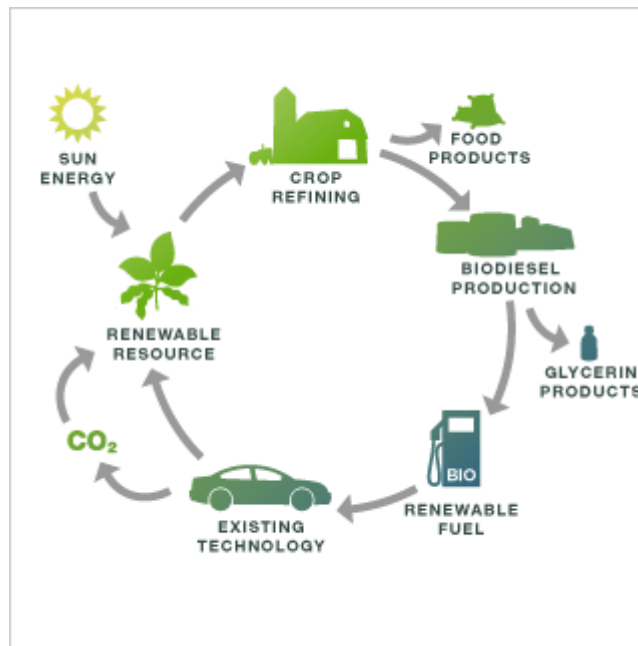 SUN
ENERGY
CROP
REFINING
FOOD
PRODUCTS
BIODIESEL
PRODUCTION
GLYCERIN
PRODUCTS
BIO
RENEWABLE
FUEL
EXISTING
TECHNOLOGY
CO₂
RENEWABLE
RESOURCE